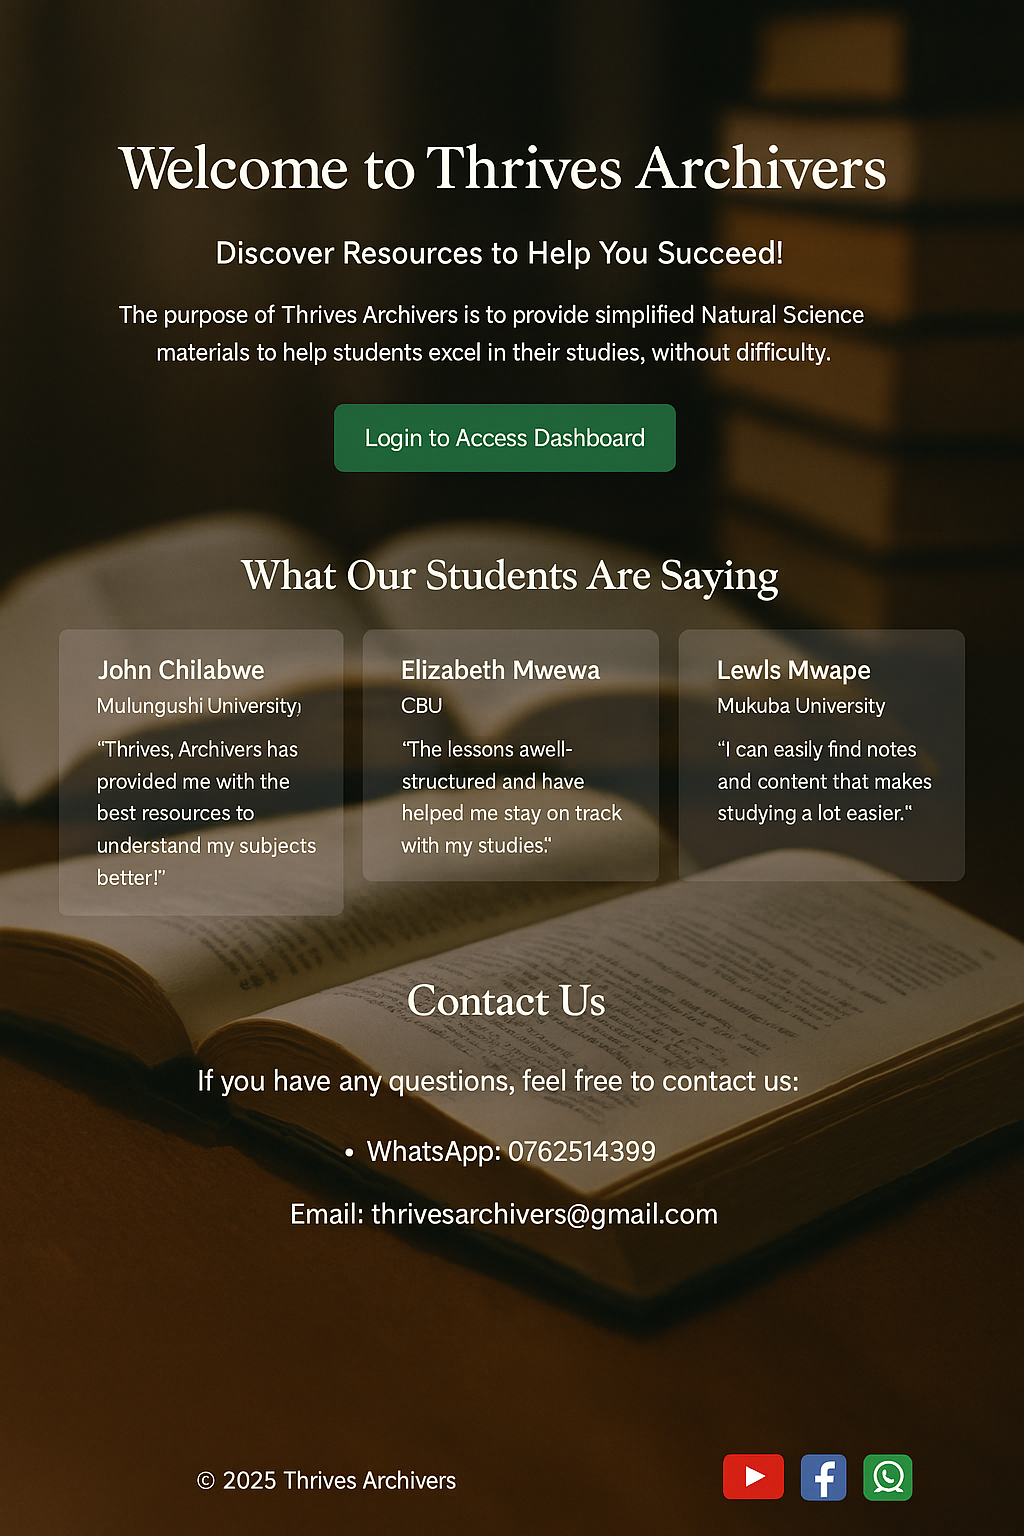 Welcome to Thrives Archivers
Discover Resources to Help You Succeed!
The purpose of Thrives Archivers is to provide simplified Natural Science
materials to help students excel in their studies, without difficulty.
Login to Access Dashboard
What Our Students Are Saying
John Chilabwe
Mulungushi University)
“Thrives, Archivers has
provided me with the
best resources to
understand my subjects
better!”
Elizabeth Mwewa
CBU
“The lessons awell-
structured and have
helped me stay on track
with my studies.“
Lewls Mwape
Mukuba University
“I can easily find notes
and content that makes
studying a lot easier.“
Contact Us
If you have any questions, feel free to contact us:
• WhatsApp: 0762514399
Email: thrivesarchivers@gmail.com
© 2025 Thrives Archivers